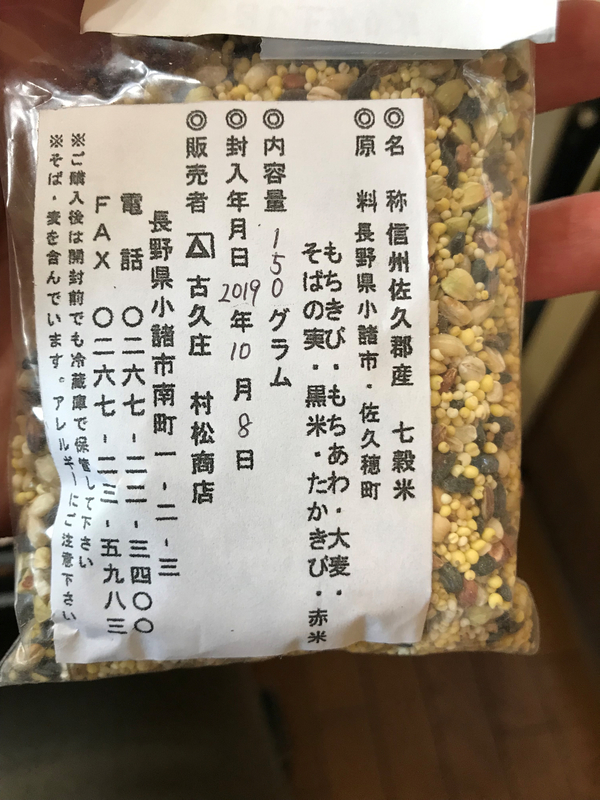 ◎名　称 信州佐久郡産　七穀米
◎原　料 長野県小諸市・佐久穂町
もちきび・もちあわ・大麦・
そばの実・黒米・たかきび・赤米
◎内容量 150グラム
◎封入年月日 2019年10月8日
◎販売者 古久庄　村松商店
長野県小諸市南町一-二-三
電　話 〇二六七-二二-三四〇〇
ＦＡＸ 〇二六七-二三-五九八三
※ご購入後は開封前でも冷蔵庫で保管して下さい
※そば・麦を含んでいます。アレルギーにご注意下さい